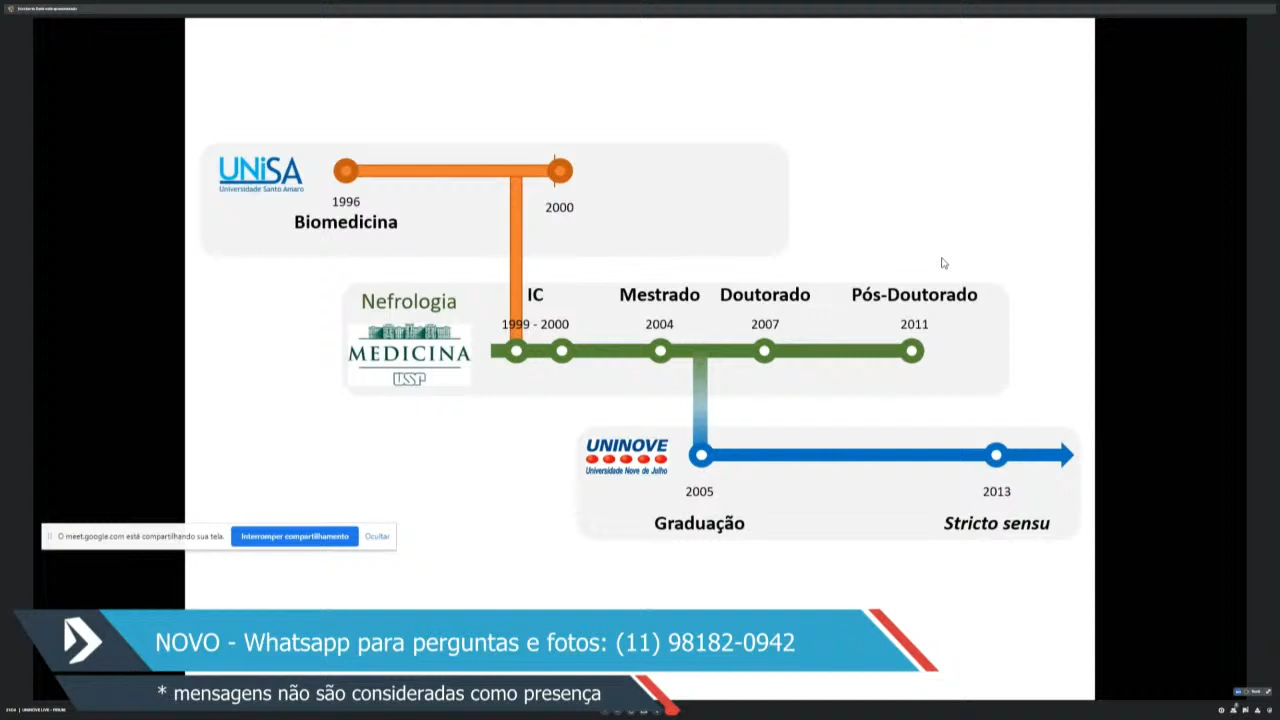 UNiSA
Universidade Santo Amaro
1996
2000
Biomedicina
Nefrologia
MEDICINA
USP
IC
Mestrado
Doutorado
Pós-Doutorado
1999 - 2000
2004
2007
2011
UNINOVE
Universidade Nove de Julho
2005
2013
Graduação
Stricto sensu
O meet.google.com está compartilhando sua tela.
Interromper compartilhamento
Ocultar
NOVO - Whatsapp para perguntas e fotos: (11) 98182-0942
* mensagens não são consideradas como presença